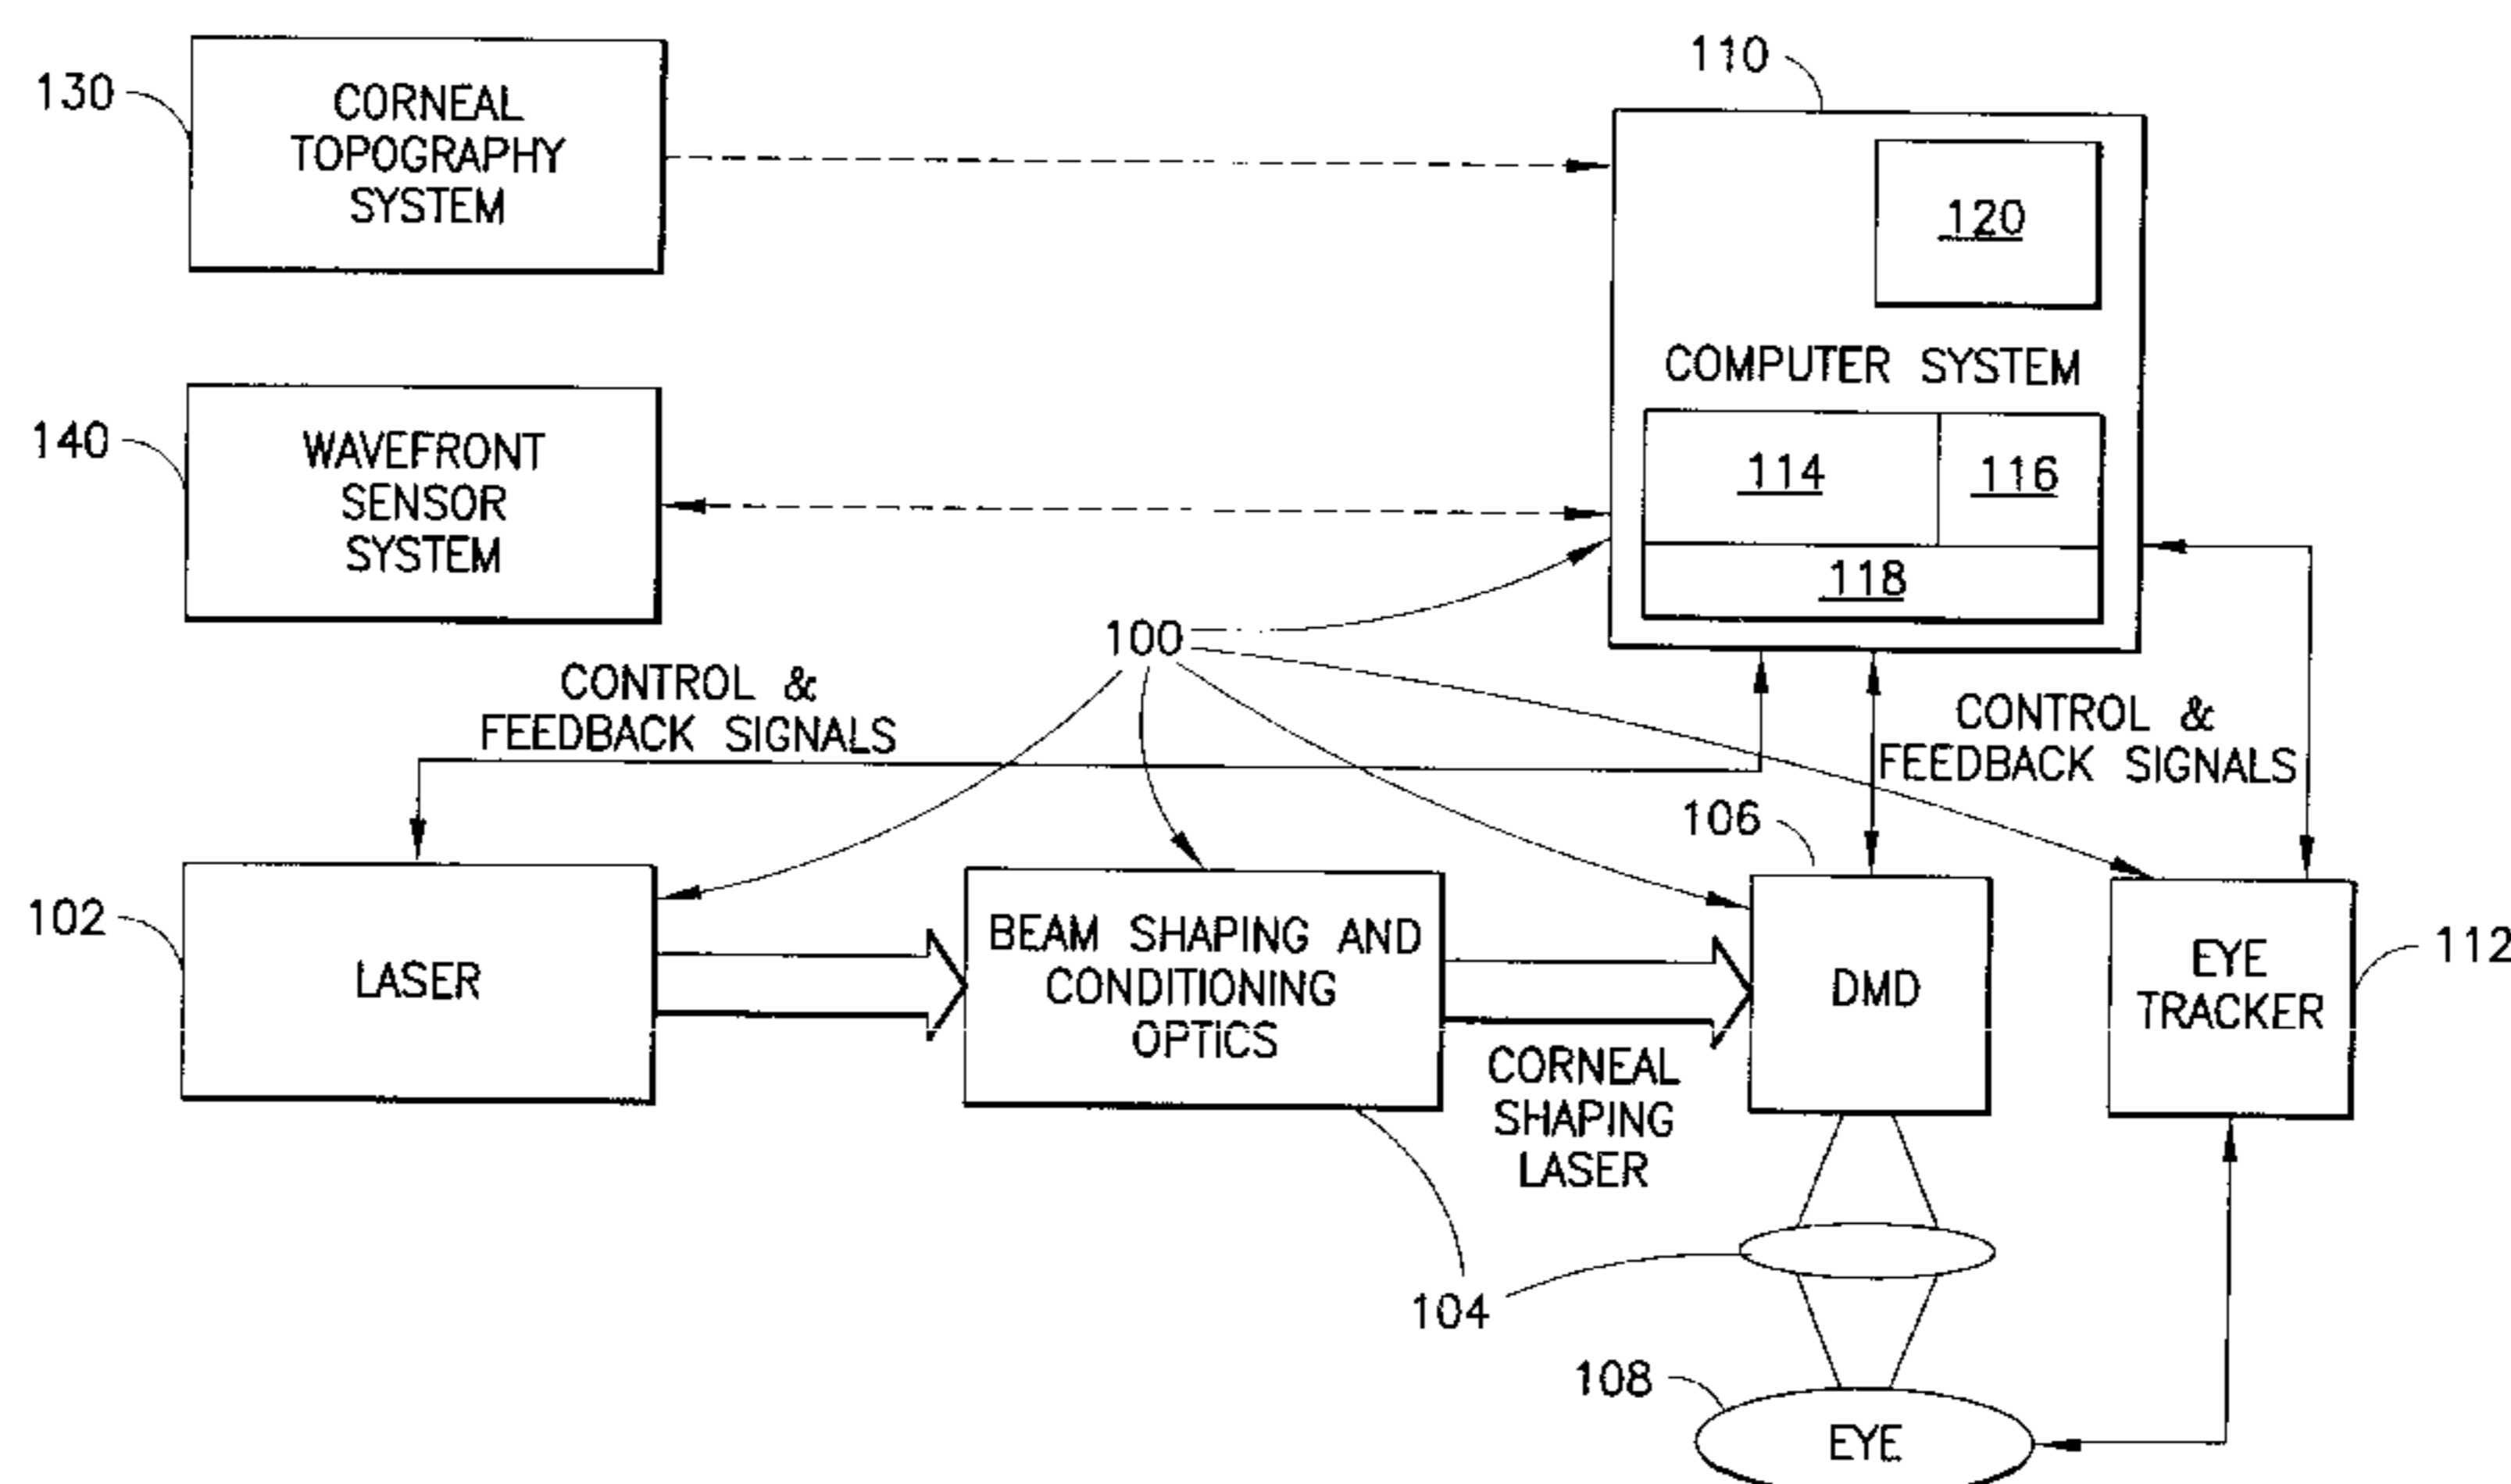 130
CORNEAL
TOPOGRAPHY
SYSTEM
110
120
COMPUTER SYSTEM
140
WAVEFRONT
SENSOR
SYSTEM
114
116
118
100
CONTROL &
FEEDBACK SIGNALS
CONTROL &
FEEDBACK SIGNALS
106
102
LASER
BEAM SHAPING AND
CONDITIONING
OPTICS
DMD
EYE
TRACKER
112
CORNEAL
SHAPING
LASER
104
108
EYE